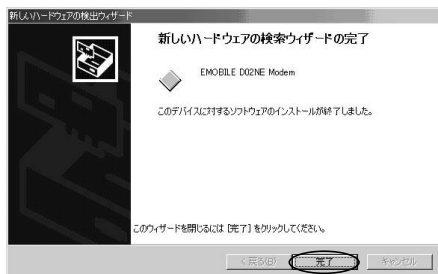 新しいハードウェアの検出ウィザード
新しいハードウェアの検索ウィザードの完了
EMOBILE D02NE Modem
このデバイスに対するソフトウェアのインストールが終了しました。
このウィザードを閉じるには [完了] をクリックしてください。
< 戻る(B)
完了
キャンセル